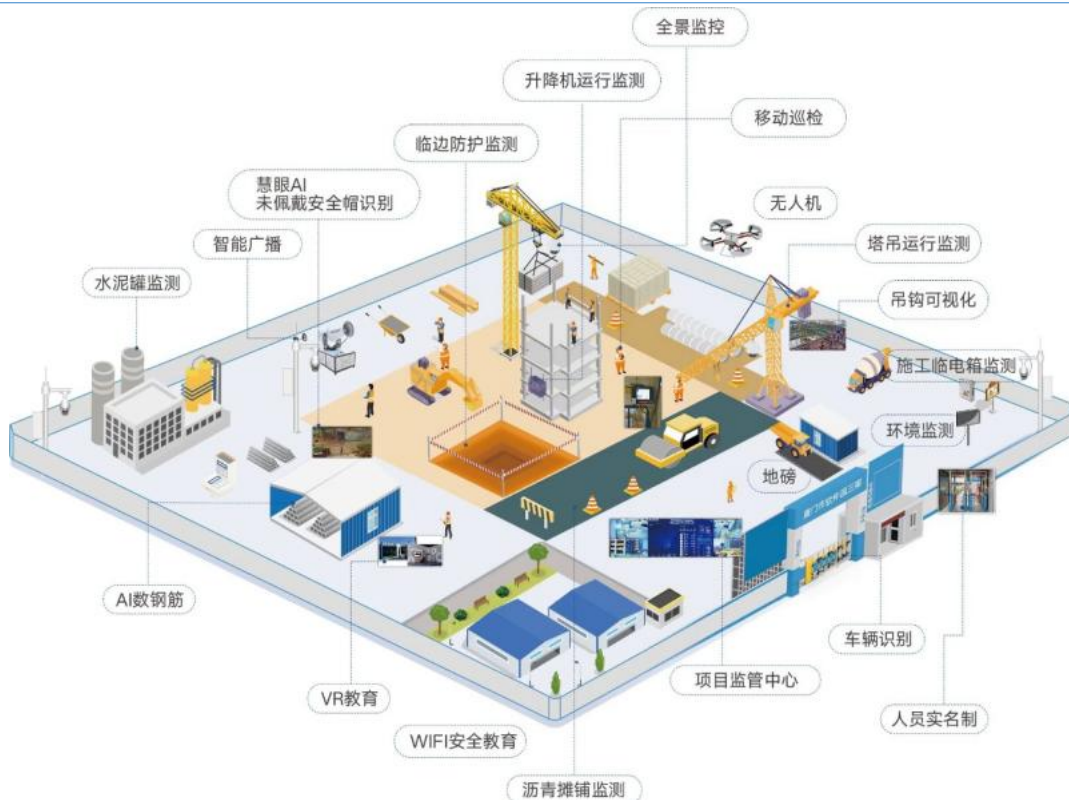 全景监控
升降机运行监测
移动巡检
临边防护监测
慧眼AI
未佩戴安全帽识别
无人机
智能广播
塔吊运行监测
水泥罐监测
吊钩可视化
施工临电箱监测
环境监测
地磅
AI数钢筋
车辆识别
项目监管中心
VR教育
人员实名制
WIFI安全教育
沥青摊铺监测